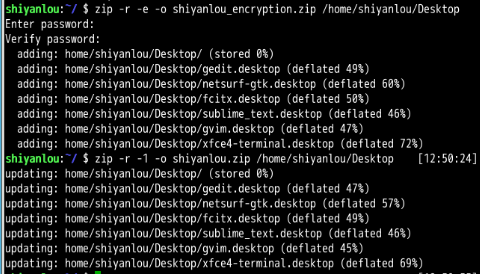 shiyanlou:~/ $ zip -r -e -o shiyanlou_encryption.zip /home/shiyanlou/Desktop
Enter password:
Verify password:
  adding: home/shiyanlou/Desktop/ (stored 0%)
  adding: home/shiyanlou/Desktop/gedit.desktop (deflated 49%)
  adding: home/shiyanlou/Desktop/netsurf-gtk.desktop (deflated 60%)
  adding: home/shiyanlou/Desktop/fcitx.desktop (deflated 50%)
  adding: home/shiyanlou/Desktop/sublime_text.desktop (deflated 46%)
  adding: home/shiyanlou/Desktop/gvim.desktop (deflated 47%)
  adding: home/shiyanlou/Desktop/xfce4-terminal.desktop (deflated 72%)
shiyanlou:~/ $ zip -r -1 -o shiyanlou.zip /home/shiyanlou/Desktop    [12:50:24]
updating: home/shiyanlou/Desktop/ (stored 0%)
updating: home/shiyanlou/Desktop/gedit.desktop (deflated 47%)
updating: home/shiyanlou/Desktop/netsurf-gtk.desktop (deflated 57%)
updating: home/shiyanlou/Desktop/fcitx.desktop (deflated 49%)
updating: home/shiyanlou/Desktop/sublime_text.desktop (deflated 46%)
updating: home/shiyanlou/Desktop/gvim.desktop (deflated 45%)
updating: home/shiyanlou/Desktop/xfce4-terminal.desktop (deflated 69%)